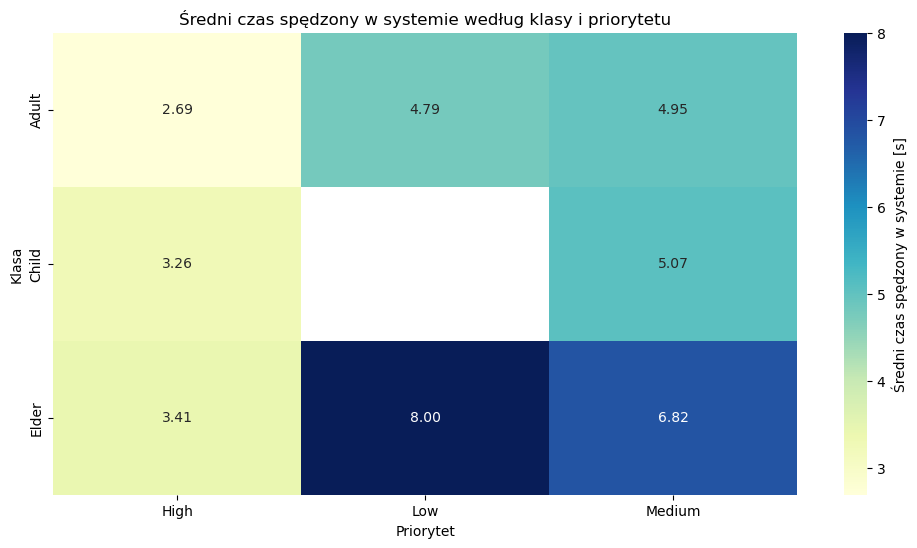 Średni czas spędzony w systemie według klasy i priorytetu
Klasa
Adult
2.69
4.79
4.95
Child
3.26
5.07
Elder
3.41
8.00
6.82
High
Low
Medium
Priorytet
8
7
6
5
4
3
Średni czas spędzony w systemie [s]